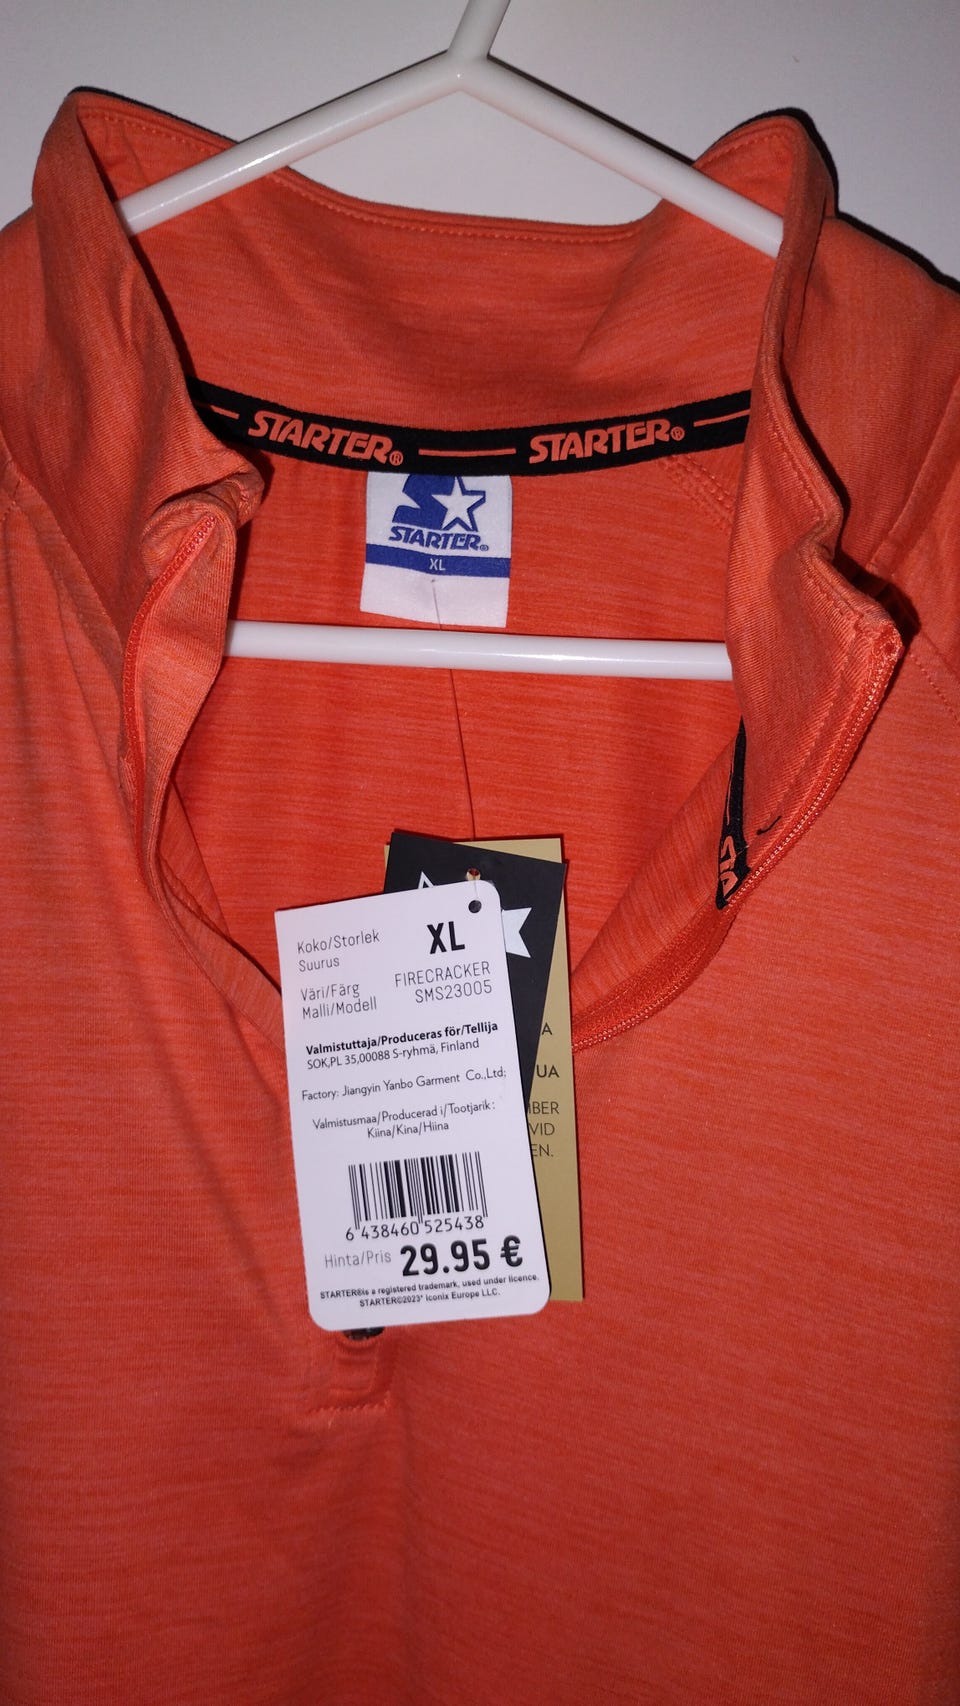 STARTER® STARTER®
STARTER®
XL
Koko/Storlek XL
Suurus
Väri/Färg FIRECRACKER
Malli/Modell SMS23005
Valmistuttaja/Produceras för/Tellija
SOK,PL 35,00088 S-ryhmä, Finland
Factory: Jiangyin Yanbo Garment Co.,Ltd;
Valmistusmaa/Producerad i/Tootjarik:
Kiina/Kina/Hiina
6 438460 525438
Hinta/Pris 29.95 €
STARTER®is a registered trademark, used under licence.
STARTER©2023* Iconix Europe LLC.